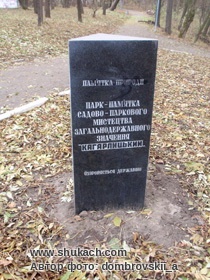 ПАМ'ЯТКА ПРИРОДИ
ПАРК-ПАМ'ЯТКА
САДОВО-ПАРКОВОГО
МИСТЕЦТВА
ЗАГАЛЬНОДЕРЖАВНОГО
ЗНАЧЕННЯ
"КАГАРЛИЦЬКИЙ"
ОХОРОНЯЄТЬСЯ ДЕРЖАВОЮ
www.shukach.com
Автор фото: dombrovskij_a